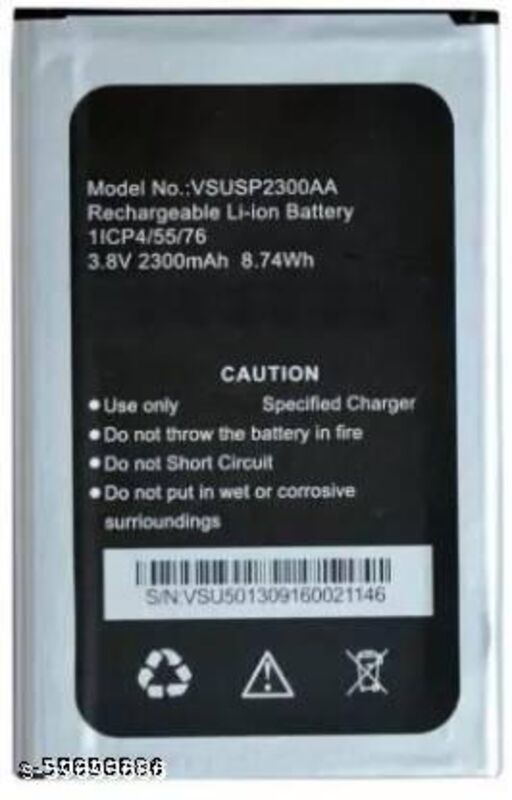 Model No.:VSUSP2300AA
Rechargeable Li-ion Battery
1ICP4/55/76
3.8V 2300mAh 8.74Wh
CAUTION
Use only Specified Charger
Do not throw the battery in fire
Do not Short Circuit
Do not put in wet or corrosive
surrioundings
S/N:VSU501309160021146